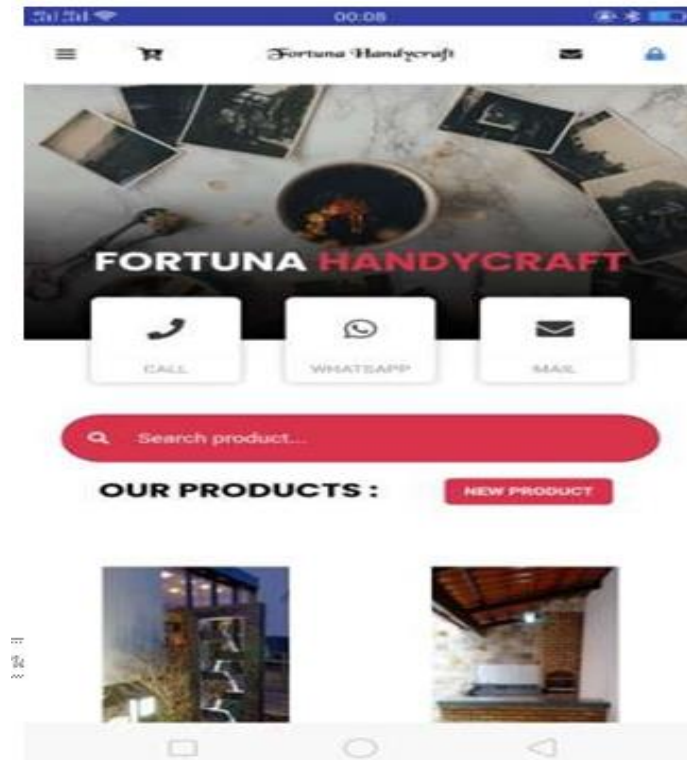 00:08
Fortuna Handycraft
FORTUNA HANDYCRAFT
CALL
WHATSAPP
MAIL
Search product...
OUR PRODUCTS :
NEW PRODUCT